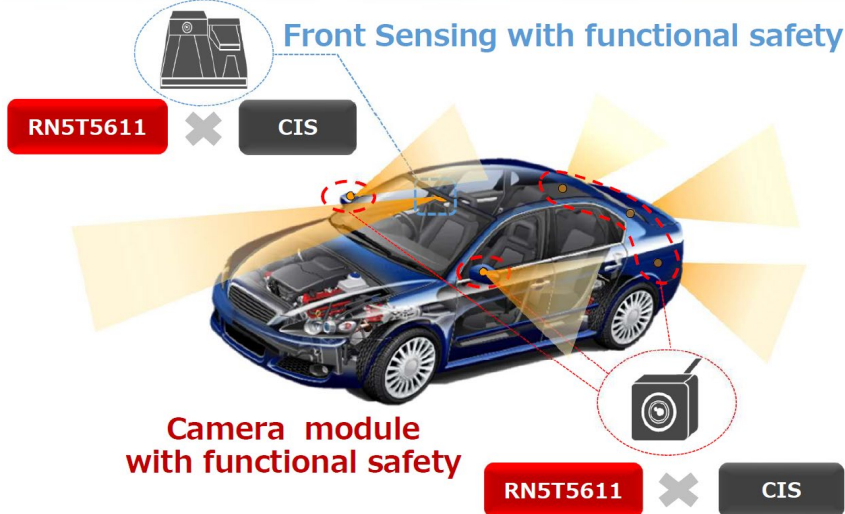 Front Sensing with functional safety
RN5T5611
CIS
Camera module
with functional safety
RN5T5611
CIS